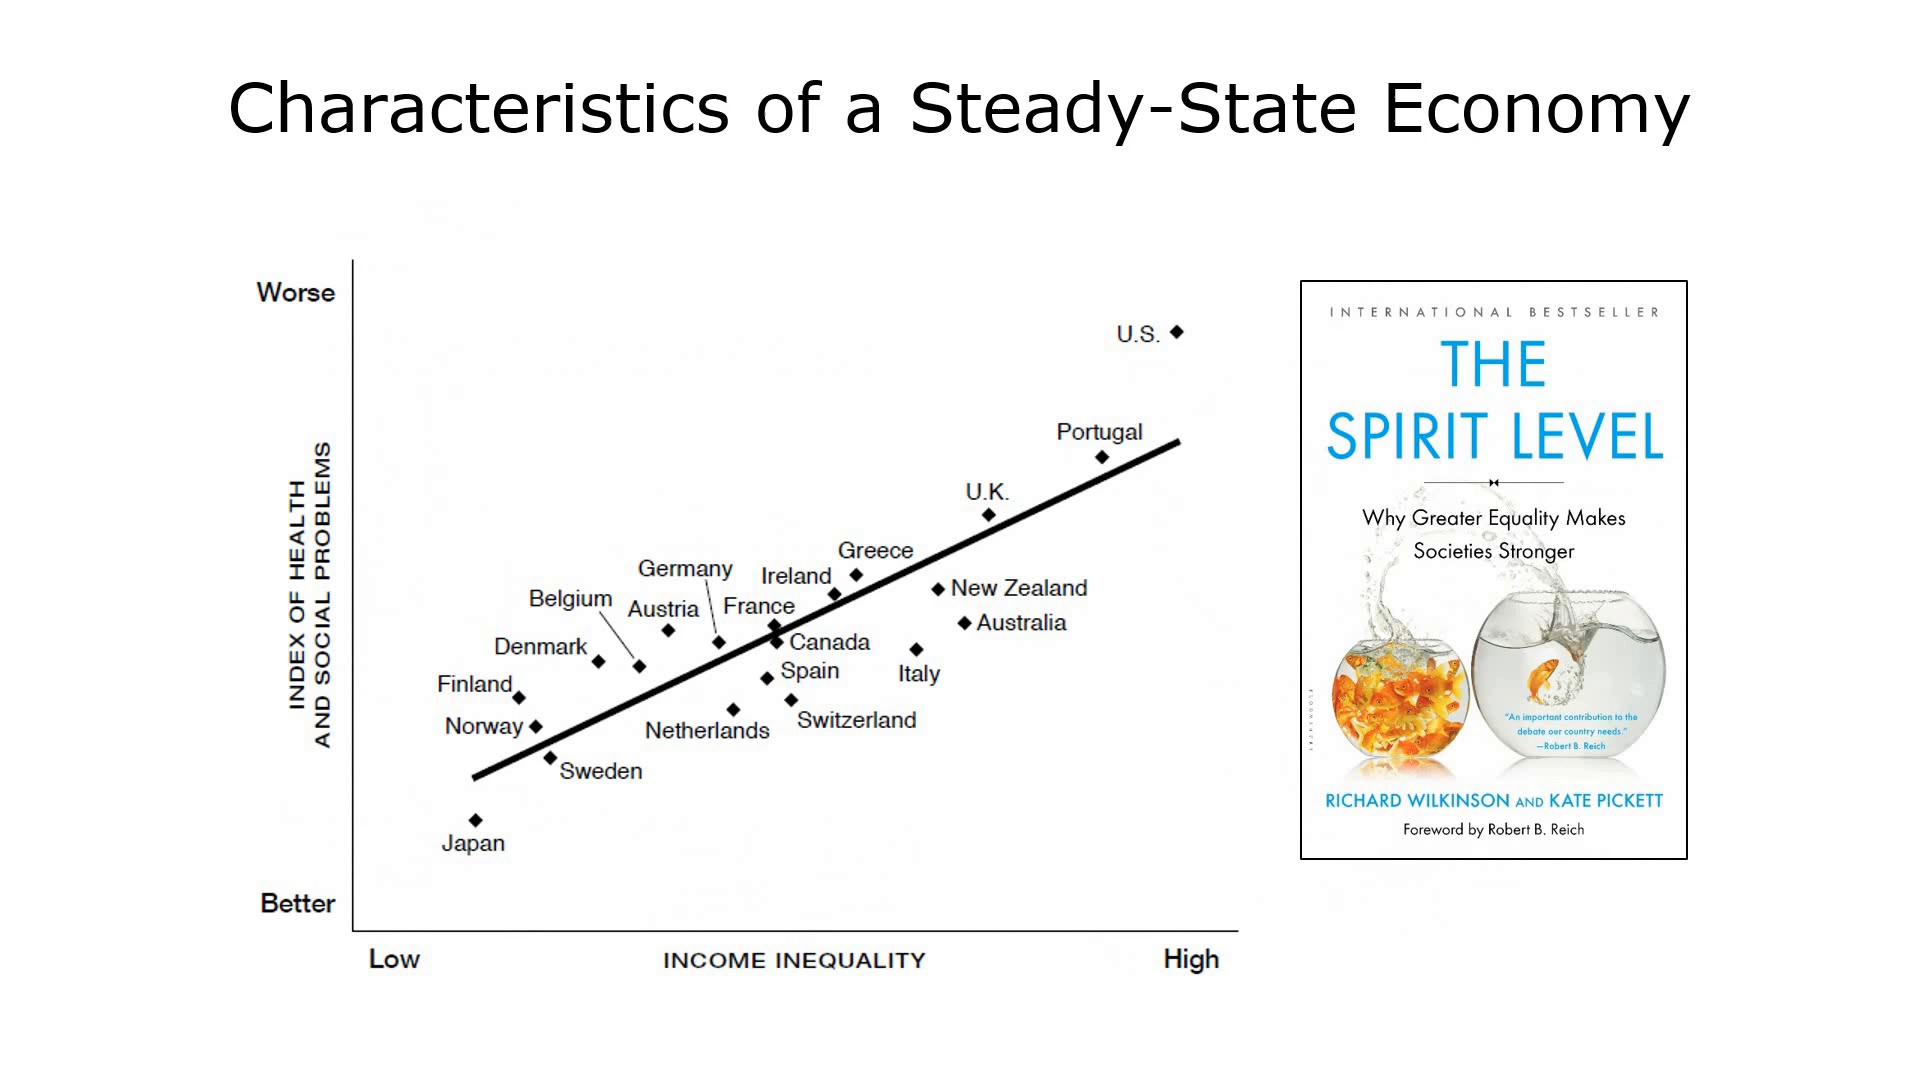 Characteristics of a Steady-State Economy
Worse
Better
INDEX OF HEALTH
AND SOCIAL PROBLEMS
Low
INCOME INEQUALITY
High
U.S.
Portugal
U.K.
Greece
Germany
Ireland
New Zealand
Belgium
Austria
France
Australia
Denmark
Canada
Spain
Italy
Finland
Norway
Netherlands
Switzerland
Sweden
Japan
INTERNATIONAL BESTSELLER
THE
SPIRIT LEVEL
Why Greater Equality Makes
Societies Stronger
"An important contribution to the
debate our country needs."
—Robert B. Reich
RICHARD WILKINSON AND KATE PICKETT
Foreword by Robert B. Reich